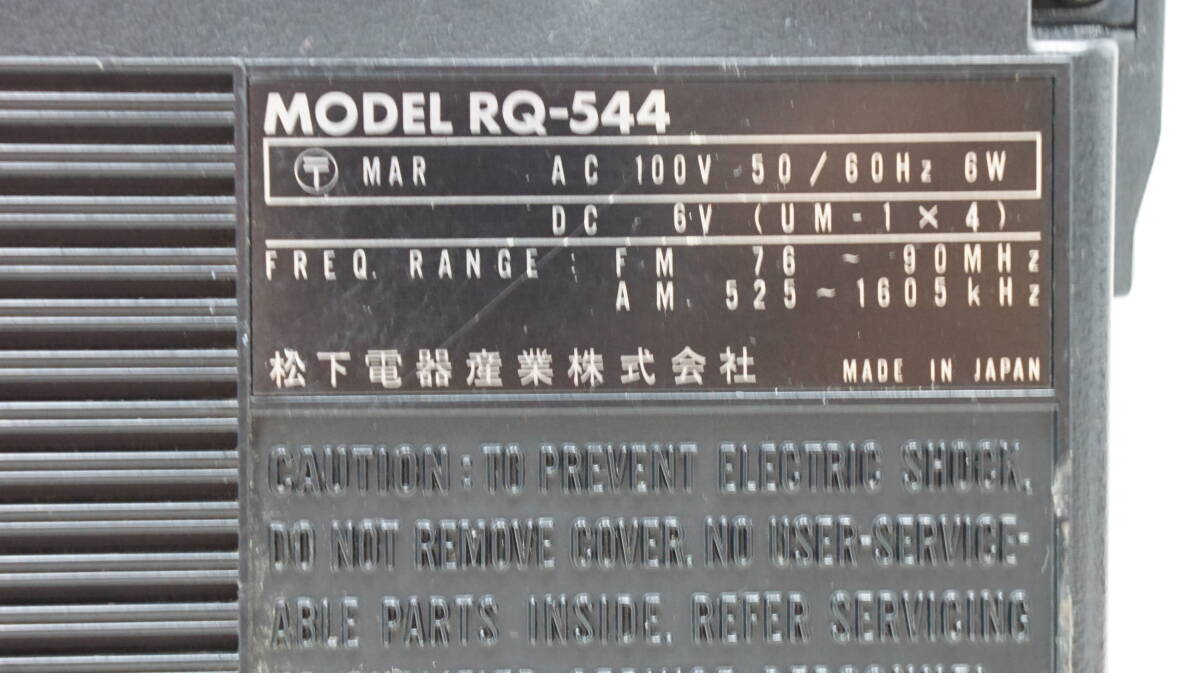 MODEL RQ-544
〒 MAR AC 100V 50/60Hz 6W
DC 6V (UM-1×4)
FREQ. RANGE: FM 76~90MHz
AM 525~1605kHz
松下電器産業株式会社 MADE IN JAPAN
CAUTION: TO PREVENT ELECTRIC SHOCK,
DO NOT REMOVE COVER. NO USER-SERVICE-
ABLE PARTS INSIDE. REFER SERVICING